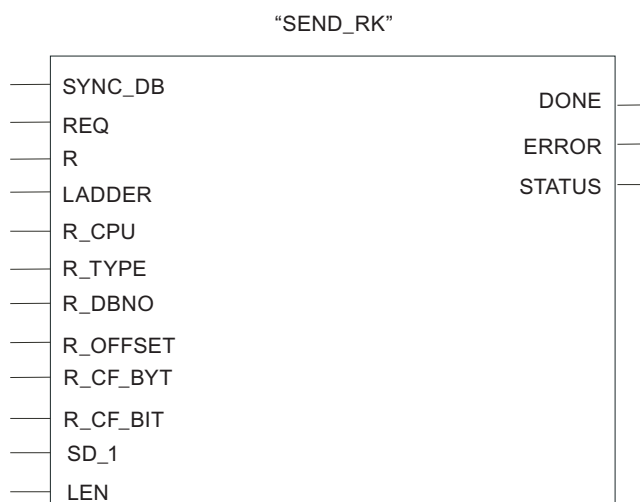 “SEND_RK”
SYNC_DB
REQ
R
LADDER
R_CPU
R_TYPE
R_DBNO
R_OFFSET
R_CF_BYT
R_CF_BIT
SD_1
LEN
DONE
ERROR
STATUS